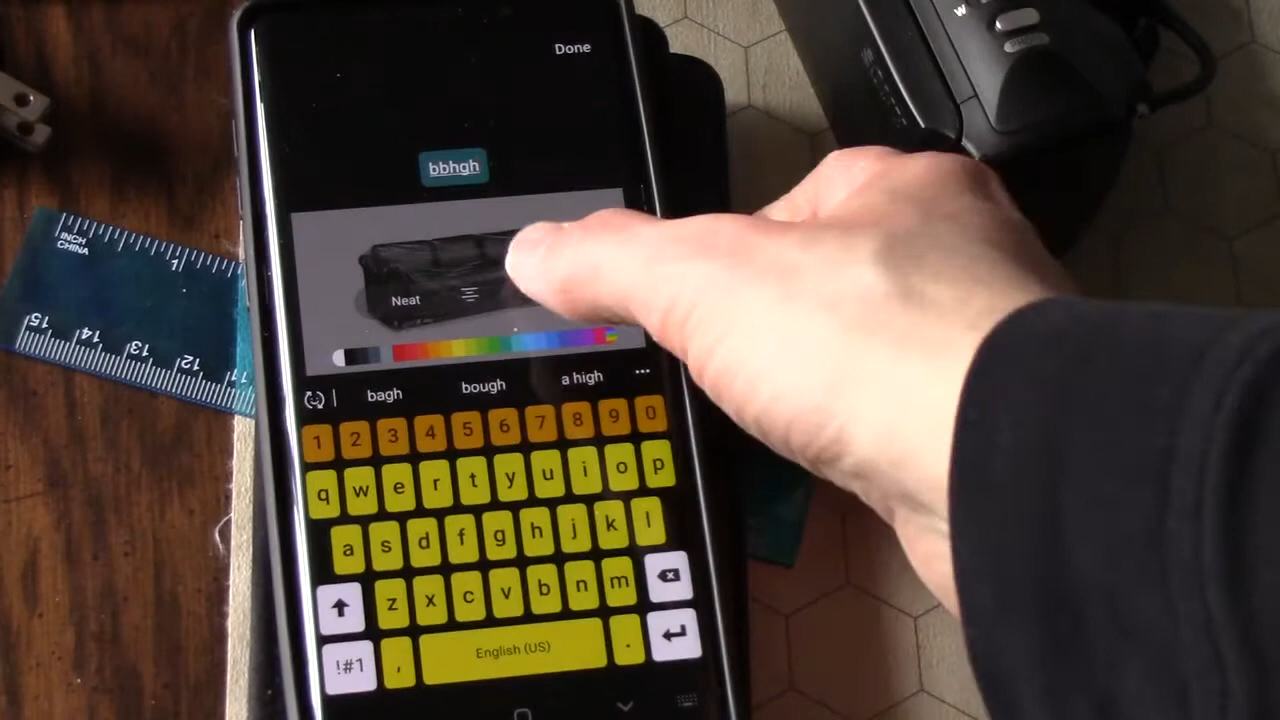 Done
bbhgh
Neat
bagh bough a high
1 2 3 4 5 6 7 8 9 0
q w e r t y u i o p
a s d f g h j k l
z x c v b n m
!#1 , English (US) .
INCH
CHINA
1
15 14 13 12 11
W